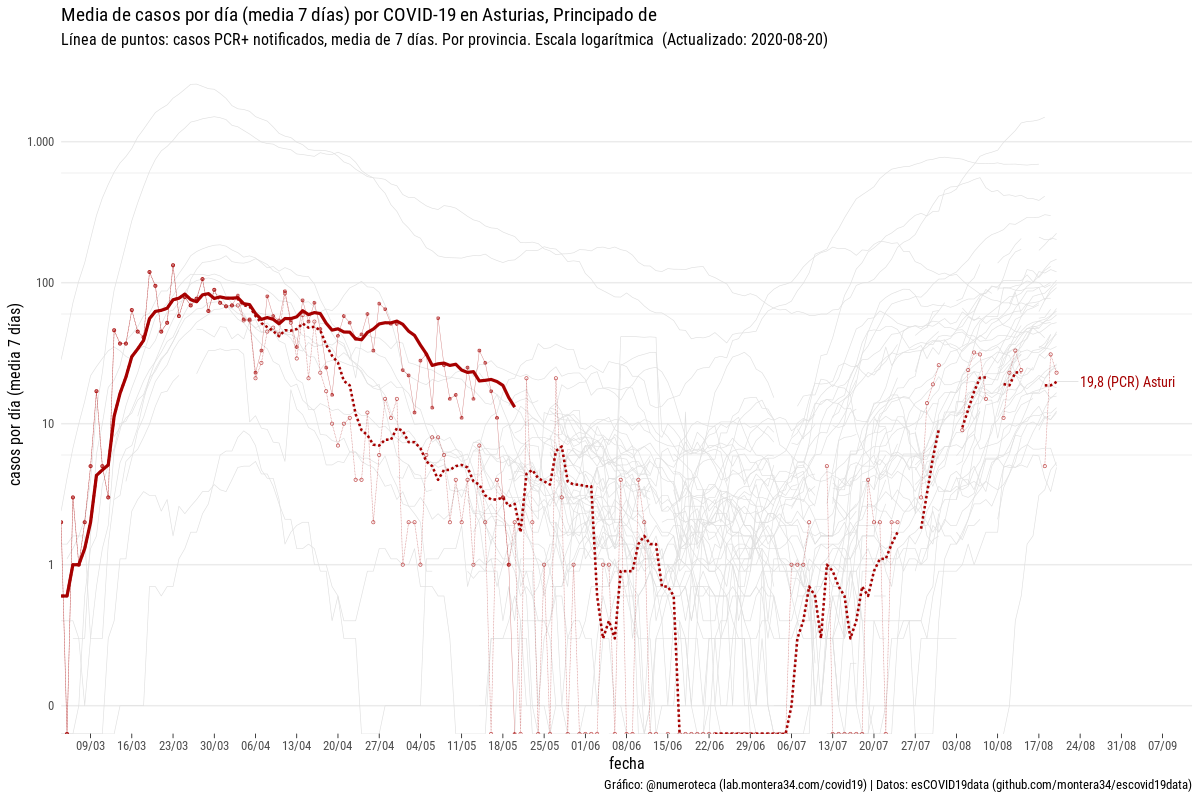 Media de casos por día (media 7 días) por COVID-19 en Asturias, Principado de
Línea de puntos: casos PCR+ notificados, media de 7 días. Por provincia. Escala logarítmica (Actualizado: 2020-08-20)
casos por día (media 7 días)
1.000
100
10
1
0
19,8 (PCR) Asturi
09/03 16/03 23/03 30/03 06/04 13/04 20/04 27/04 04/05 11/05 18/05 25/05 01/06 08/06 15/06 22/06 29/06 06/07 13/07 20/07 27/07 03/08 10/08 17/08 24/08 31/08 07/09
fecha
Gráfico: @numeroteca (lab.montera34.com/covid19) | Datos: esCOVID19data (github.com/montera34/escovid19data)